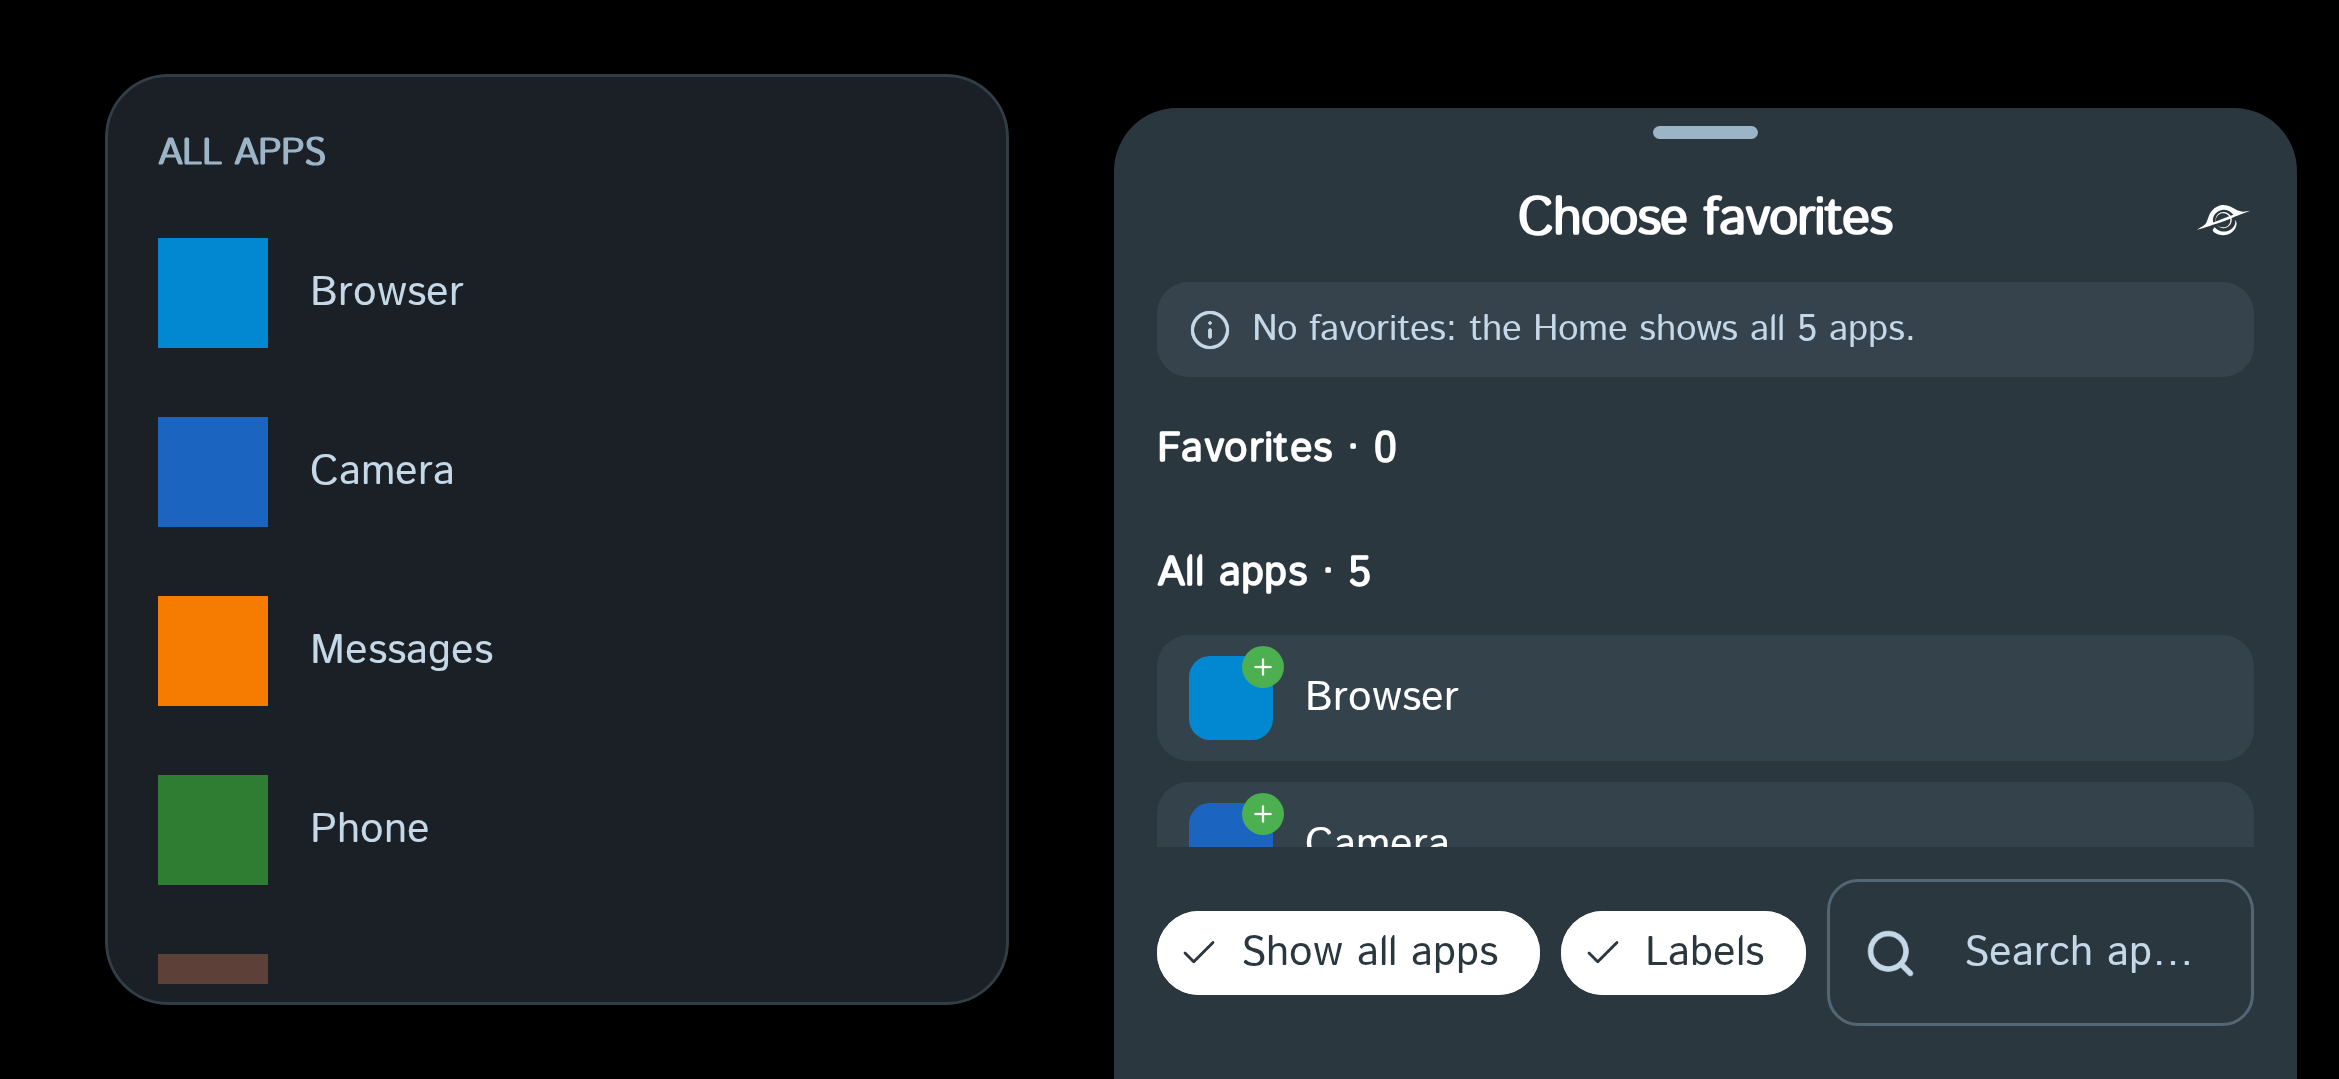 ALL APPS
Browser
Camera
Messages
Phone
Choose favorites
No favorites: the Home shows all 5 apps.
Favorites · 0
All apps · 5
Browser
Camera
Show all apps
Labels
Search ap…